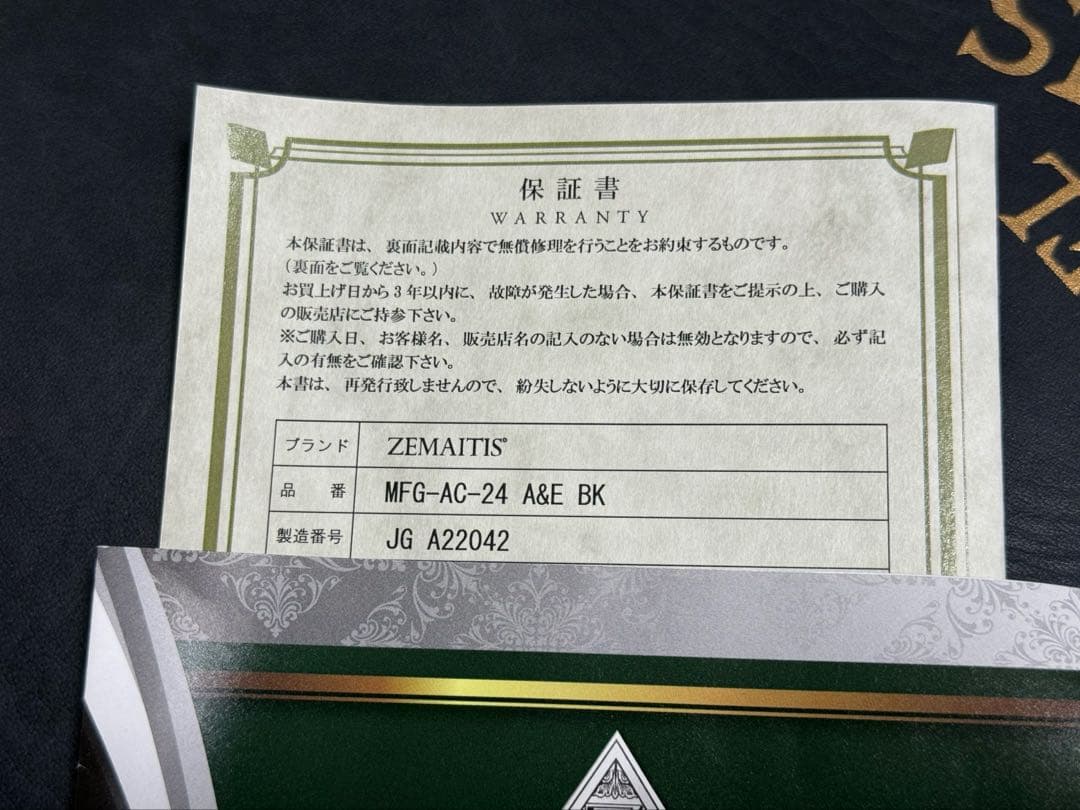 保証書
WARRANTY
本保証書は、裏面記載内容で無償修理を行うことをお約束するものです。
（裏面をご覧ください。）
お買上げ日から3年以内に、故障が発生した場合、本保証書をご提示の上、ご購入
の販売店にご持参下さい。
※ご購入日、お客様名、販売店名の記入のない場合は無効となりますので、必ず記
入の有無をご確認下さい。
本書は、再発行致しませんので、紛失しないように大切に保存してください。
ブランド ZEMAITIS®
品番 MFG-AC-24 A&E BK
製造番号 JG A22042